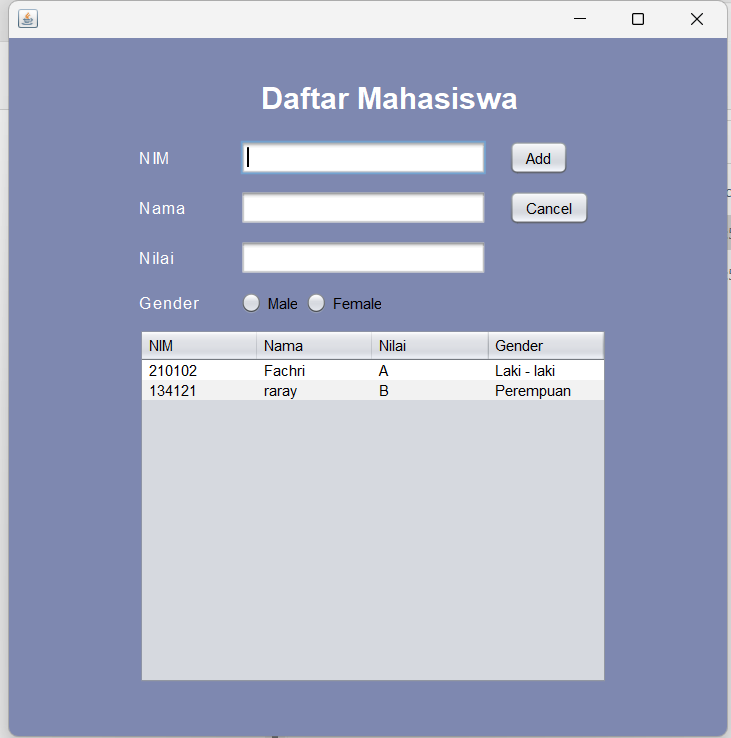 Daftar Mahasiswa
NIM Add
Nama Cancel
Nilai
Gender Male Female
NIM Nama Nilai Gender
210102 Fachri A Laki - laki
134121 raray B Perempuan